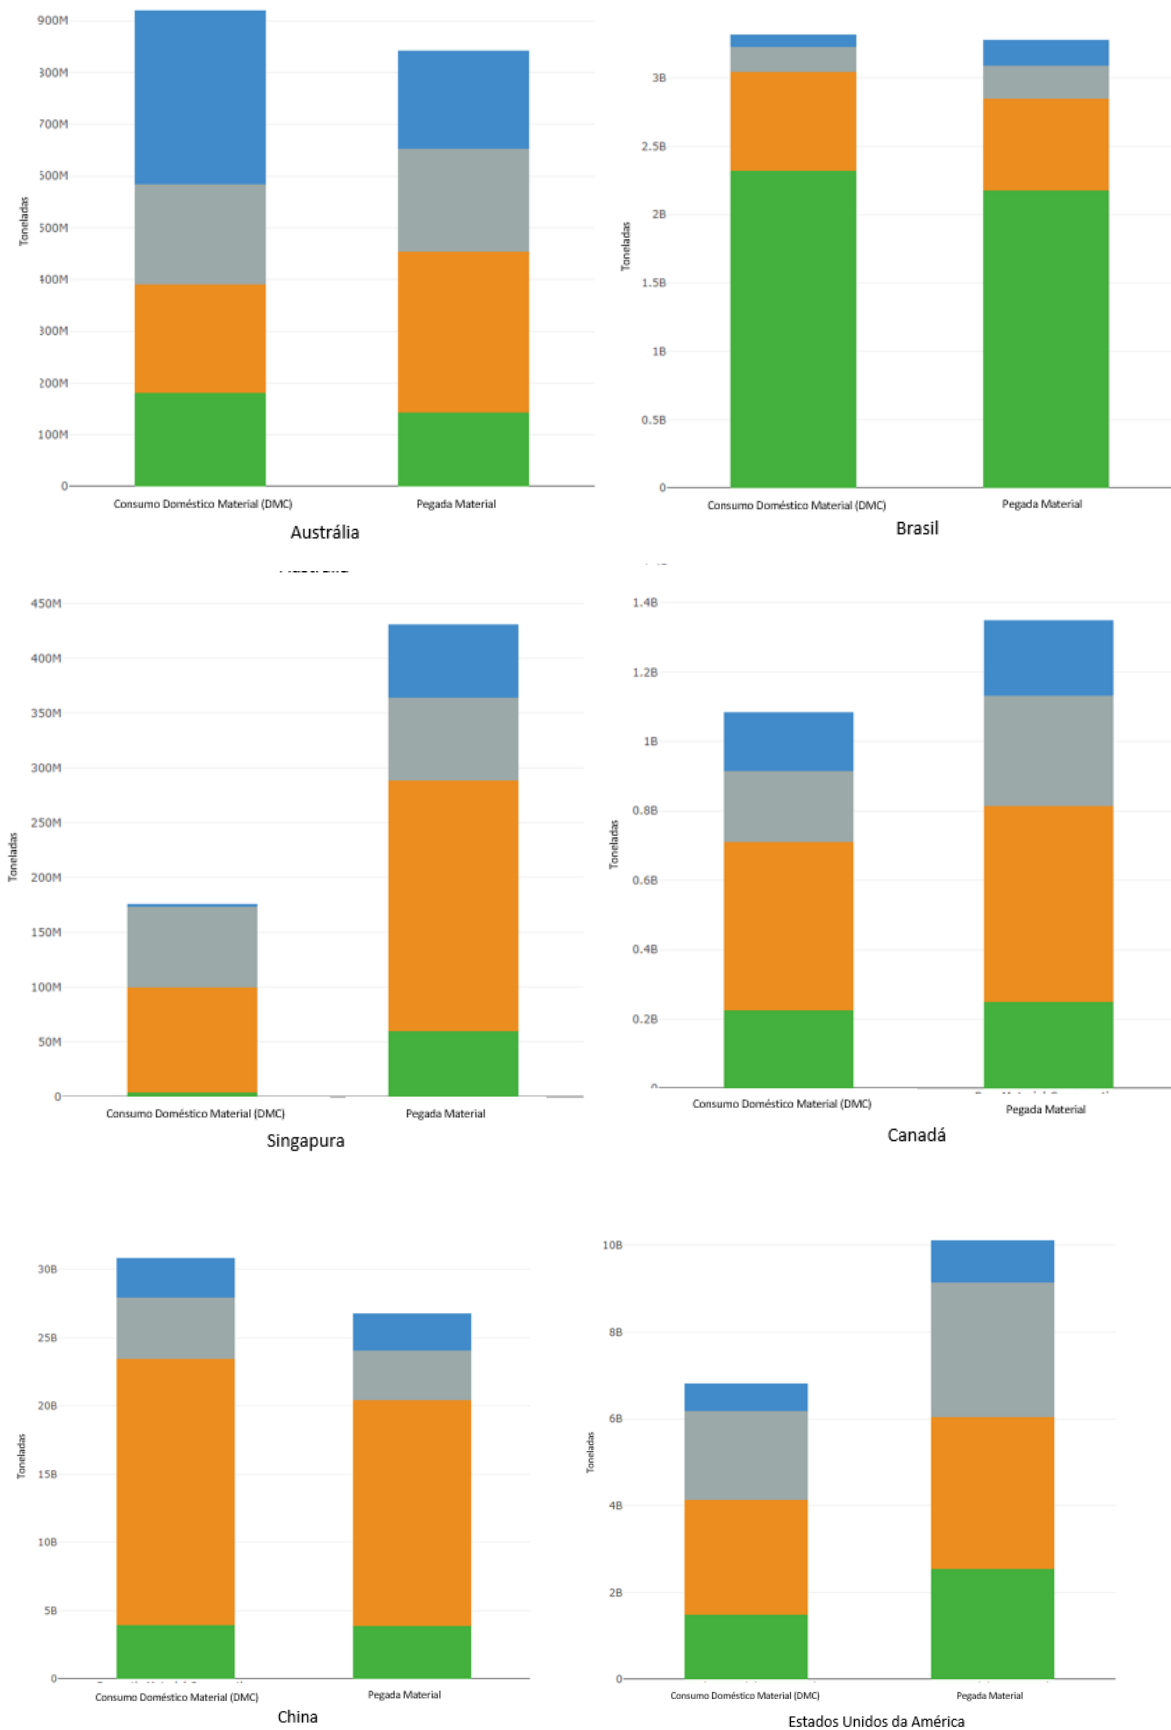 900M
800M
700M
600M
500M
400M
300M
200M
100M
0
Toneladas
Consumo Doméstico Material (DMC)
Pegada Material
Austrália
3B
2.5B
2B
1.5B
1B
0.5B
0
Toneladas
Consumo Doméstico Material (DMC)
Pegada Material
Brasil
450M
400M
350M
300M
250M
200M
150M
100M
50M
0
Toneladas
Consumo Doméstico Material (DMC)
Pegada Material
Singapura
1.4B
1.2B
1B
0.8B
0.6B
0.4B
0.2B
0
Toneladas
Consumo Doméstico Material (DMC)
Pegada Material
Canadá
30B
25B
20B
15B
10B
5B
0
Toneladas
Consumo Doméstico Material (DMC)
Pegada Material
China
10B
8B
6B
4B
2B
0
Toneladas
Consumo Doméstico Material (DMC)
Pegada Material
Estados Unidos da América